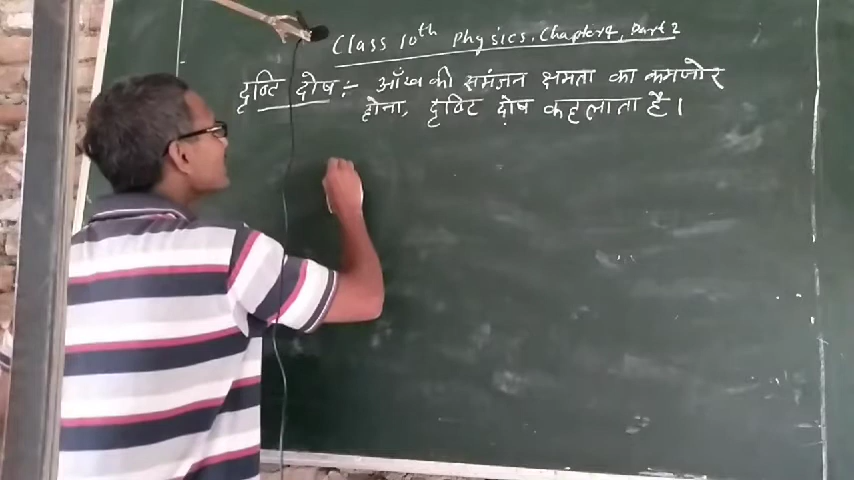 Class 10th Physics. Chapter 4, Part 2
दृष्टि दोष :- आँख की समंजन क्षमता का कमजोर
होना, दृष्टि दोष कहलाता है।